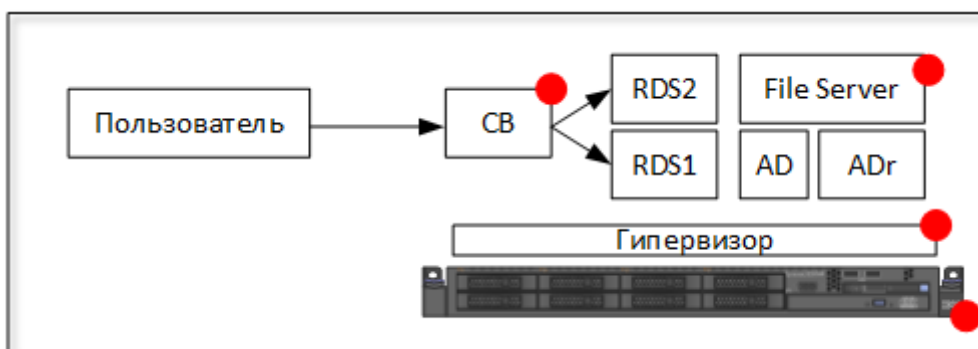 Пользователь
CB
RDS2
File Server
RDS1
AD
ADr
Гипервизор